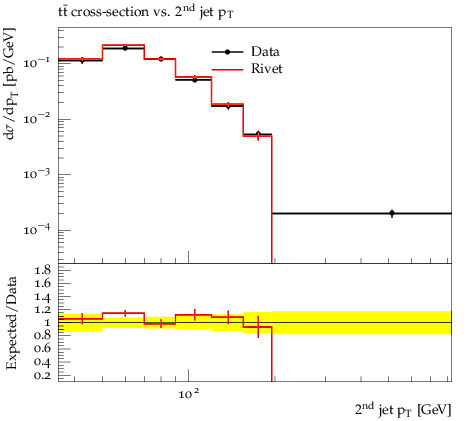 tt̄ cross-section vs. 2nd jet pT
Data
Rivet
dσ/dpT [pb/GeV]
10−1
10−2
10−3
10−4
Expected/Data
1.8
1.6
1.4
1.2
1
0.8
0.6
0.4
0.2
10 2
2nd jet pT [GeV]